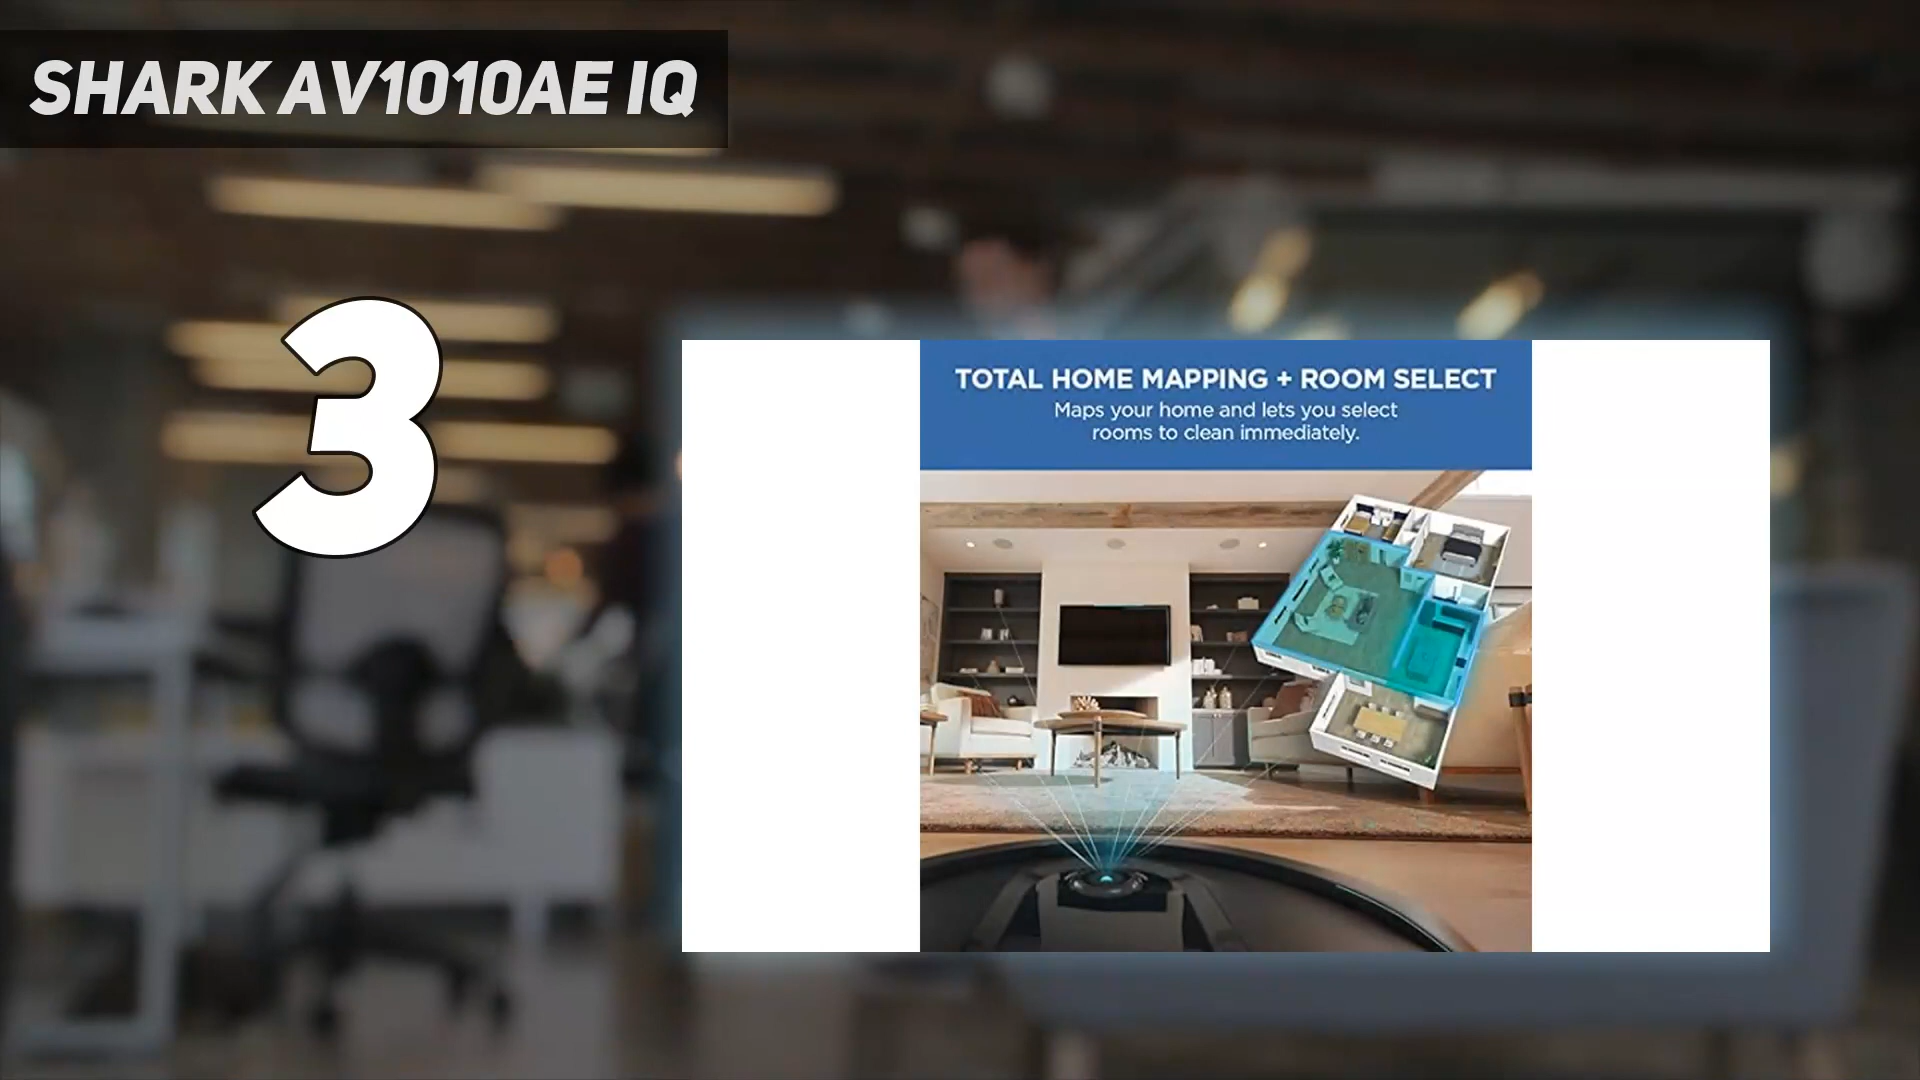 SHARK AV1010AE IQ
3
TOTAL HOME MAPPING + ROOM SELECT
Maps your home and lets you select
rooms to clean immediately.